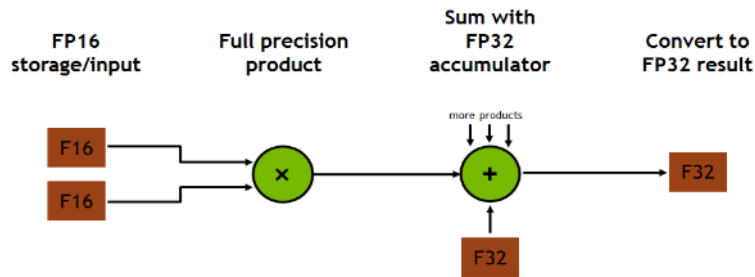 FP16
storage/input
Full precision
product
Sum with
FP32
accumulator
Convert to
FP32 result
more products
F16
F16
×
+
F32
F32